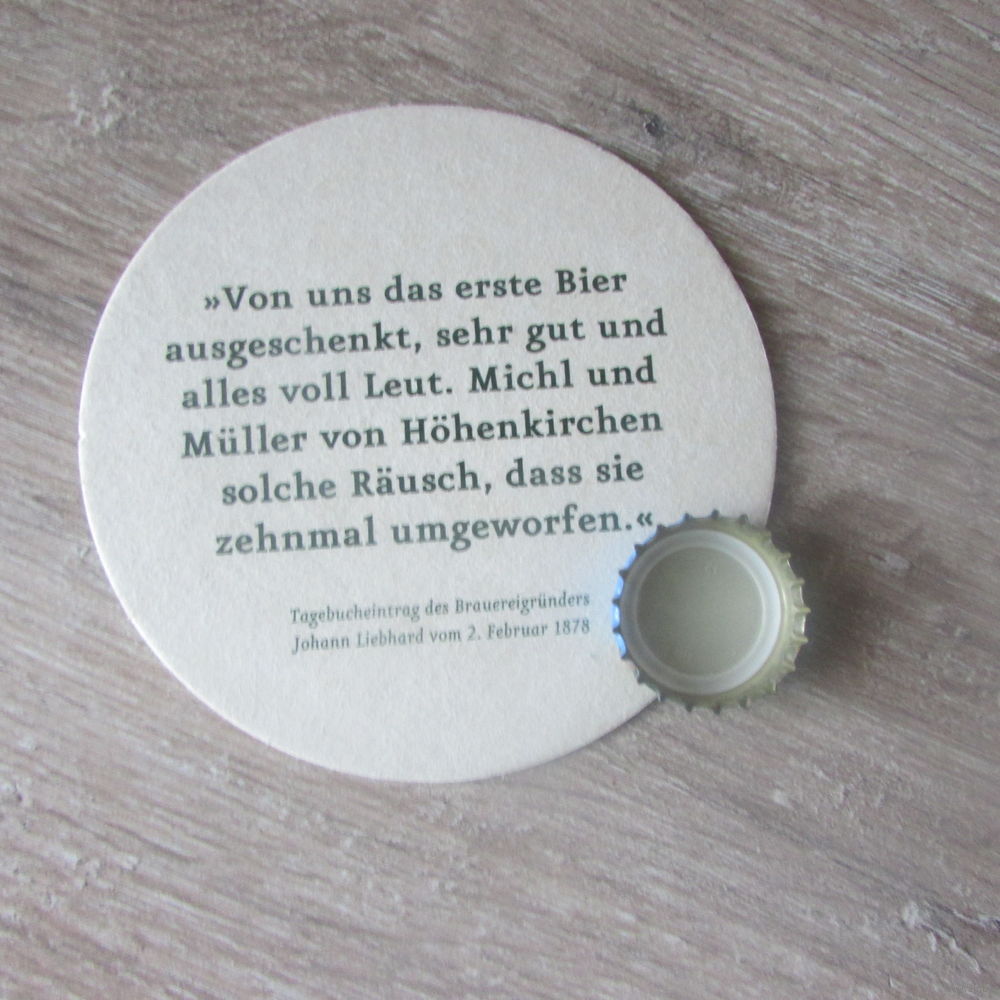 »Von uns das erste Bier
ausgeschenkt, sehr gut und
alles voll Leut. Michl und
Müller von Höhenkirchen
solche Räusch, dass sie
zehnmal umgeworfen.«
Tagebucheintrag des Brauereigründers
Johann Liebhard vom 2. Februar 1878